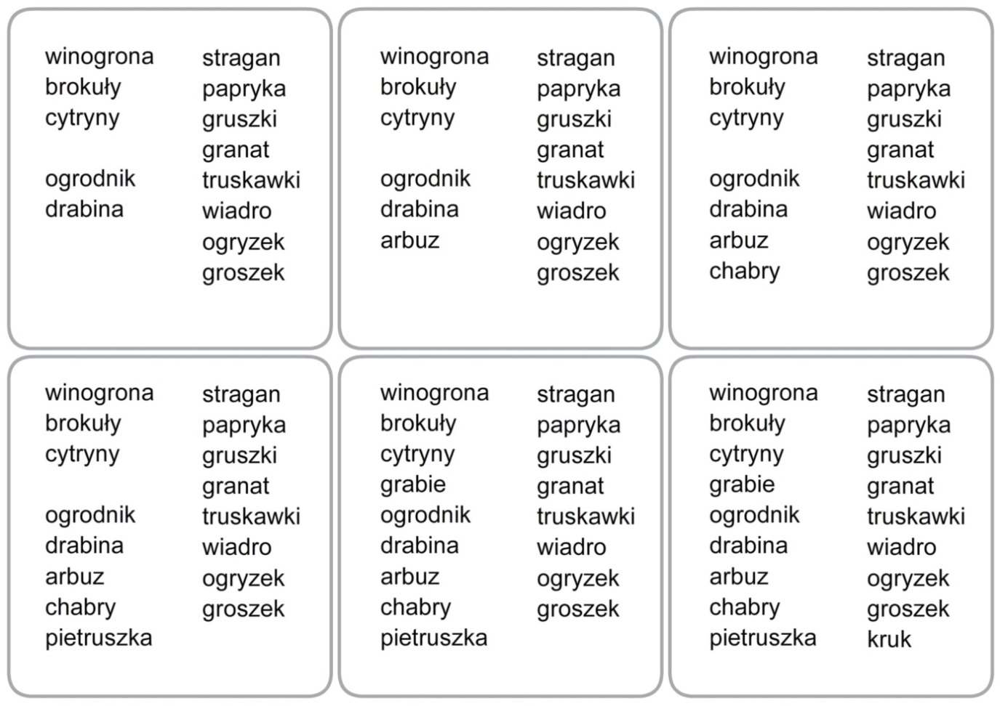 winogrona stragan
brokuły papryka
cytryny gruszki
granat
ogrodnik truskawki
drabina wiadro
ogryzek
groszek
winogrona stragan
brokuły papryka
cytryny gruszki
granat
ogrodnik truskawki
drabina wiadro
arbuz ogryzek
groszek
winogrona stragan
brokuły papryka
cytryny gruszki
granat
ogrodnik truskawki
drabina wiadro
arbuz ogryzek
chabry groszek
winogrona stragan
brokuły papryka
cytryny gruszki
granat
ogrodnik truskawki
drabina wiadro
arbuz ogryzek
chabry groszek
pietruszka
winogrona stragan
brokuły papryka
cytryny gruszki
grabie granat
ogrodnik truskawki
drabina wiadro
arbuz ogryzek
chabry groszek
pietruszka
winogrona stragan
brokuły papryka
cytryny gruszki
grabie granat
ogrodnik truskawki
drabina wiadro
arbuz ogryzek
chabry groszek
pietruszka kruk